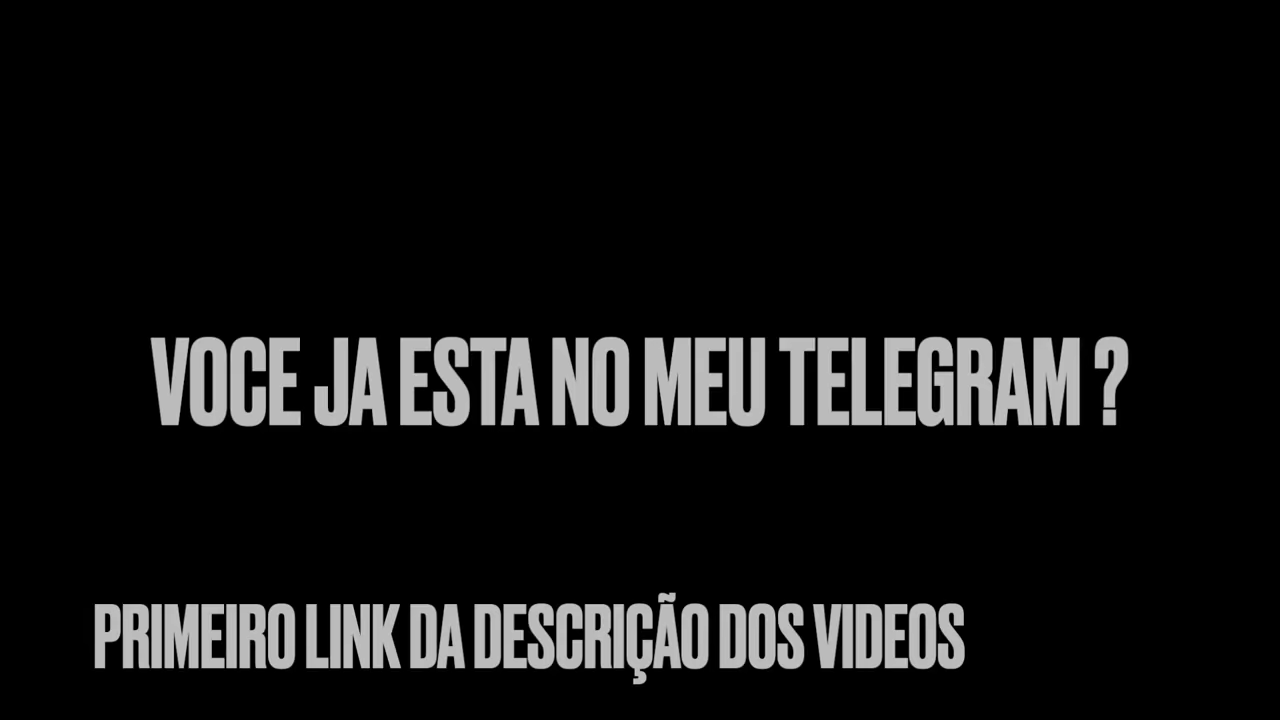 VOCE JA ESTA NO MEU TELEGRAM ?
PRIMEIRO LINK DA DESCRIÇÃO DOS VIDEOS